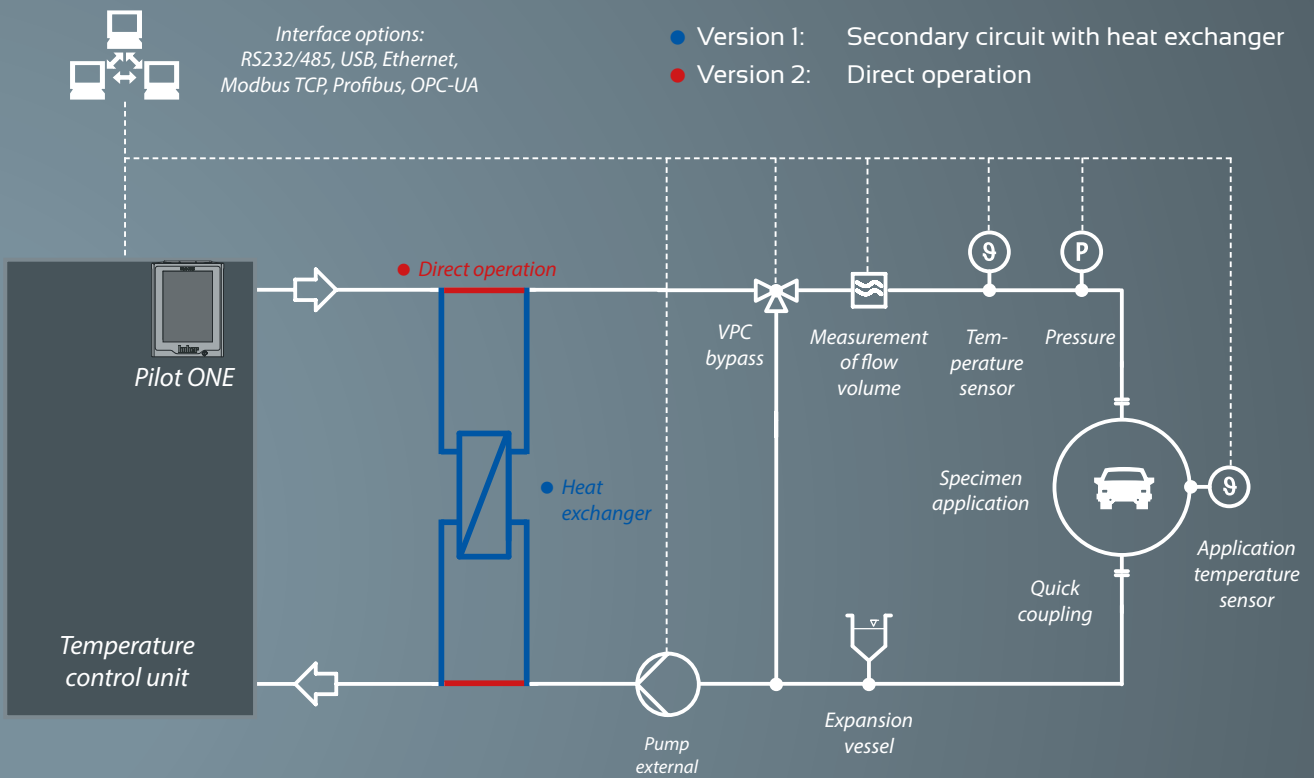 Interface options:
RS232/485, USB, Ethernet,
Modbus TCP, Profibus, OPC-UA
Version 1: Secondary circuit with heat exchanger
Version 2: Direct operation
Direct operation
huber
Pilot ONE
VPC
bypass
Measurement
of flow
volume
ϑ
Tem-
perature
sensor
P
Pressure
Heat
exchanger
Specimen
application
ϑ
Application
temperature
sensor
Quick
coupling
Temperature
control unit
Pump
external
Expansion
vessel